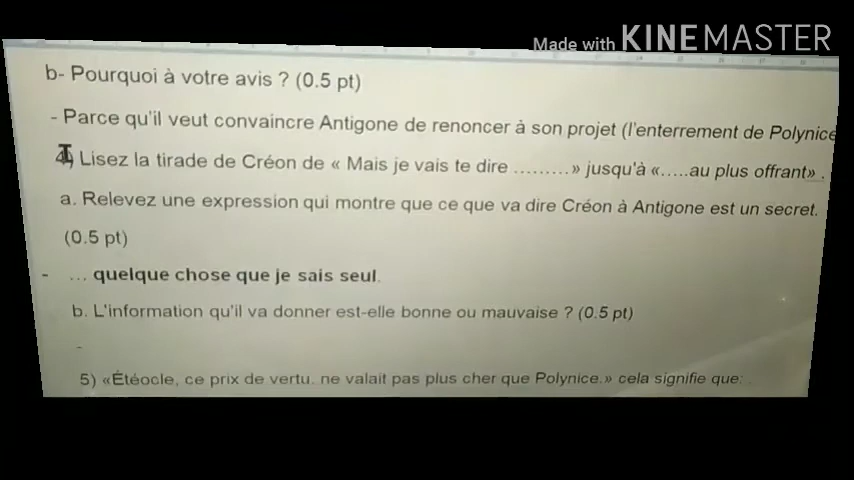 Made with KINEMASTER
b- Pourquoi à votre avis ? (0.5 pt)
- Parce qu'il veut convaincre Antigone de renoncer à son projet (l'enterrement de Polynice
4) Lisez la tirade de Créon de « Mais je vais te dire .........» jusqu'à «.....au plus offrant» .
a. Relevez une expression qui montre que ce que va dire Créon à Antigone est un secret.
(0.5 pt)
- ... quelque chose que je sais seul.
b. L'information qu'il va donner est-elle bonne ou mauvaise ? (0.5 pt)
-
5) «Étéocle, ce prix de vertu. ne valait pas plus cher que Polynice.» cela signifie que: